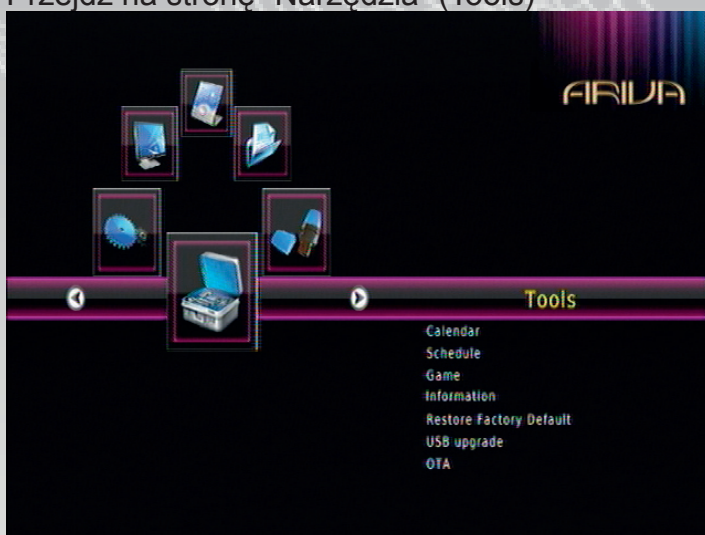 Przejdź na stronę "Narzędzia" (Tools)
ARIVA
Tools
Calendar
Schedule
Game
Information
Restore Factory Default
USB upgrade
OTA